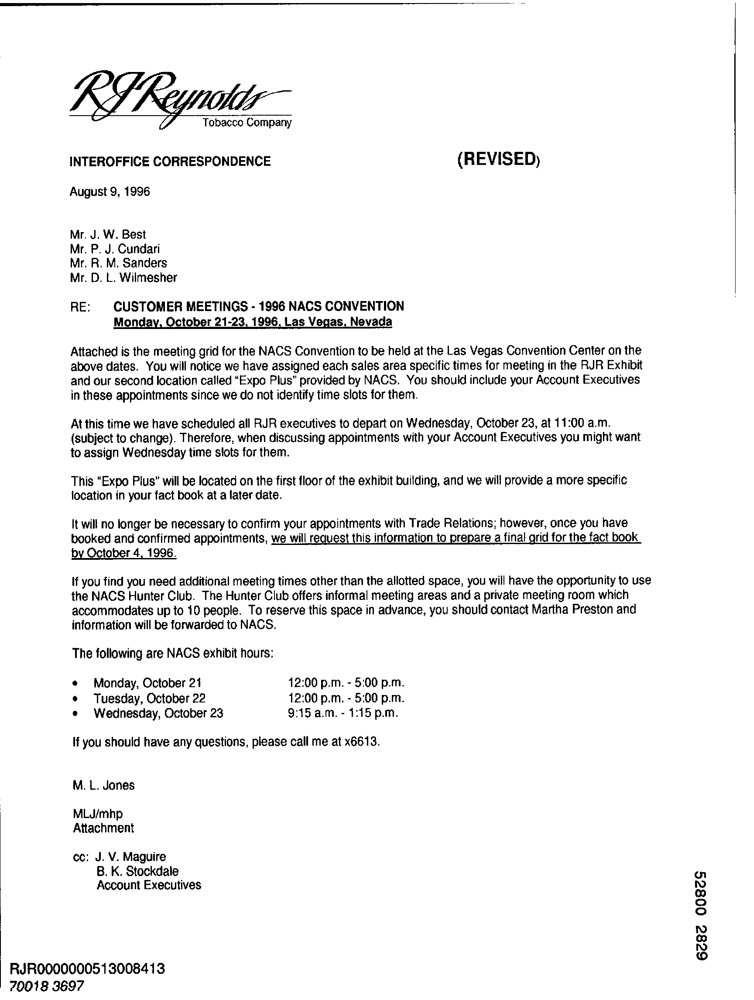 RJReynolds
Tobacco Company
INTEROFFICE CORRESPONDENCE (REVISED)
August 9, 1996
Mr. J. W. Best
Mr. P. J. Cundari
Mr. R. M. Sanders
Mr. D. L. Wilmesher
RE: CUSTOMER MEETINGS - 1996 NACS CONVENTION
Monday, October 21-23, 1996, Las Vegas, Nevada
Attached is the meeting grid for the NACS Convention to be held at the Las Vegas Convention Center on the
above dates. You will notice we have assigned each sales area specific times for meeting in the RJR Exhibit
and our second location called "Expo Plus" provided by NACS. You should include your Account Executives
in these appointments since we do not identify time slots for them.
At this time we have scheduled all RJR executives to depart on Wednesday, October 23, at 11:00 a.m.
(subject to change). Therefore, when discussing appointments with your Account Executives you might want
to assign Wednesday time slots for them.
This "Expo Plus" will be located on the first floor of the exhibit building, and we will provide a more specific
location in your fact book at a later date.
It will no longer be necessary to confirm your appointments with Trade Relations; however, once you have
booked and confirmed appointments, we will request this information to prepare a final grid for the fact book
by October 4, 1996.
If you find you need additional meeting times other than the allotted space, you will have the opportunity to use
the NACS Hunter Club. The Hunter Club offers informal meeting areas and a private meeting room which
accommodates up to 10 people. To reserve this space in advance, you should contact Martha Preston and
information will be forwarded to NACS.
The following are NACS exhibit hours:
• Monday, October 21 12:00 p.m. - 5:00 p.m.
• Tuesday, October 22 12:00 p.m. - 5:00 p.m.
• Wednesday, October 23 9:15 a.m. - 1:15 p.m.
If you should have any questions, please call me at x6613.
M. L. Jones
MLJ/mhp
Attachment
cc: J. V. Maguire
B. K. Stockdale
Account Executives
52800 2829
RJR0000000513008413
70018 3697